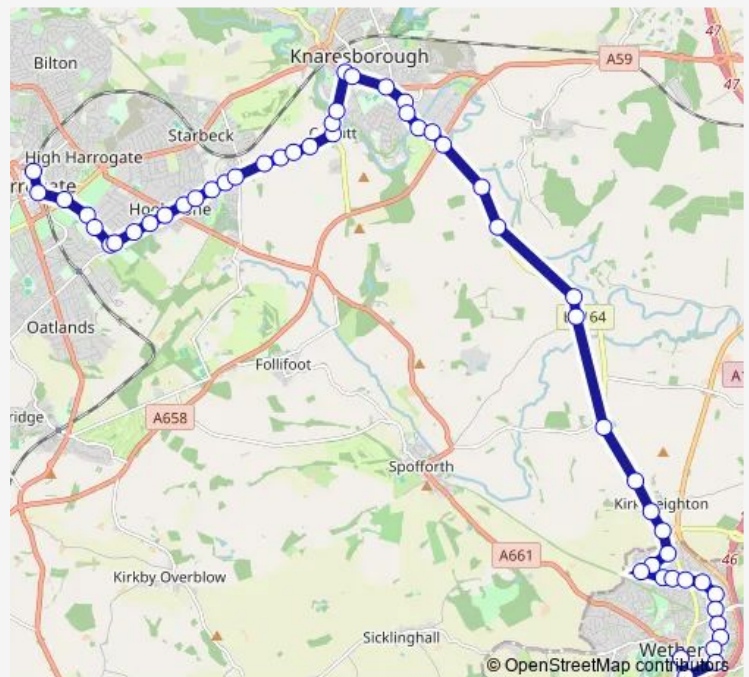 47
Knaresborough
Bilton
A59
47
Starbeck
High Harrogate
Oatlands
Follifoot
A658
Spofforth
A661
46
Kirkby Overblow
Sicklinghall
© OpenStreetMap contributors